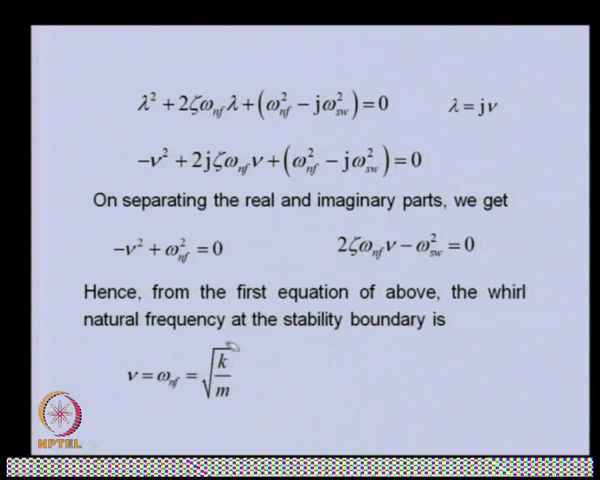 λ² + 2ζω_nf λ + (ω²_nf − jω²_sw) = 0    λ = jν
−ν² + 2jζω_nf ν + (ω²_nf − jω²_sw) = 0
On separating the real and imaginary parts, we get
−ν² + ω²_nf = 0    2ζω_nf ν − ω²_sw = 0
Hence, from the first equation of above, the whirl
natural frequency at the stability boundary is
ν = ω_nf = √(k/m)
NPTEL